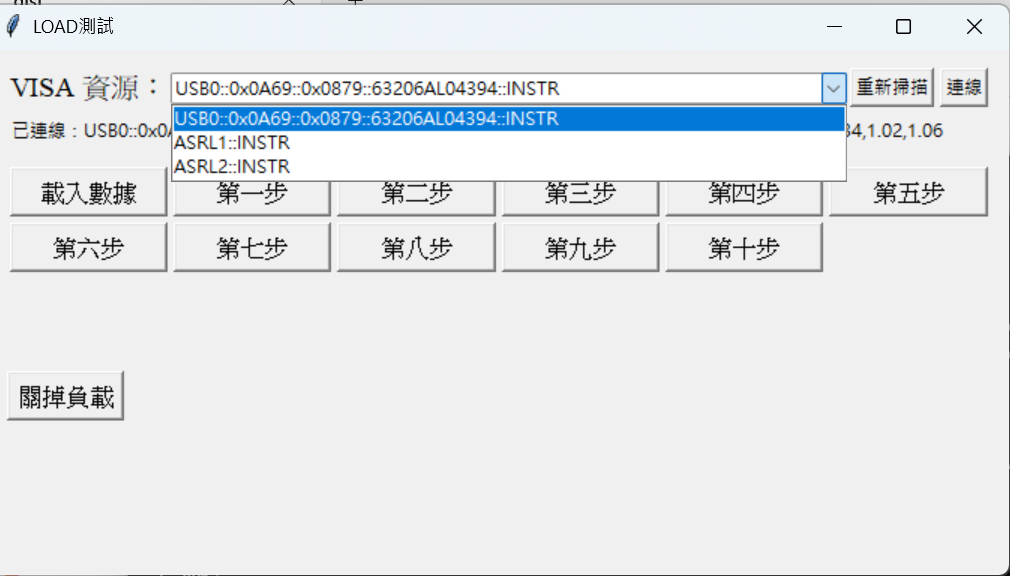 LOAD測試
VISA 資源： USB0::0x0A69::0x0879::63206AL04394::INSTR 重新掃描 連線
USB0::0x0A69::0x0879::63206AL04394::INSTR
已連線：USB0::0x0 ,1.02,1.06
ASRL1::INSTR
ASRL2::INSTR
載入數據 第一步 第二步 第三步 第四步 第五步
第六步 第七步 第八步 第九步 第十步
關掉負載